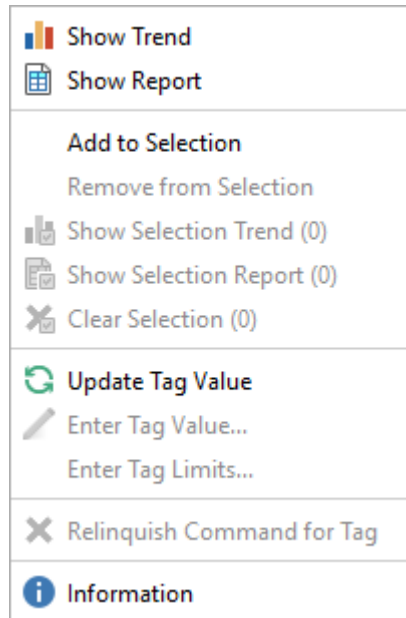 Show Trend
Show Report
Add to Selection
Remove from Selection
Show Selection Trend (0)
Show Selection Report (0)
Clear Selection (0)
Update Tag Value
Enter Tag Value...
Enter Tag Limits...
Relinquish Command for Tag
Information